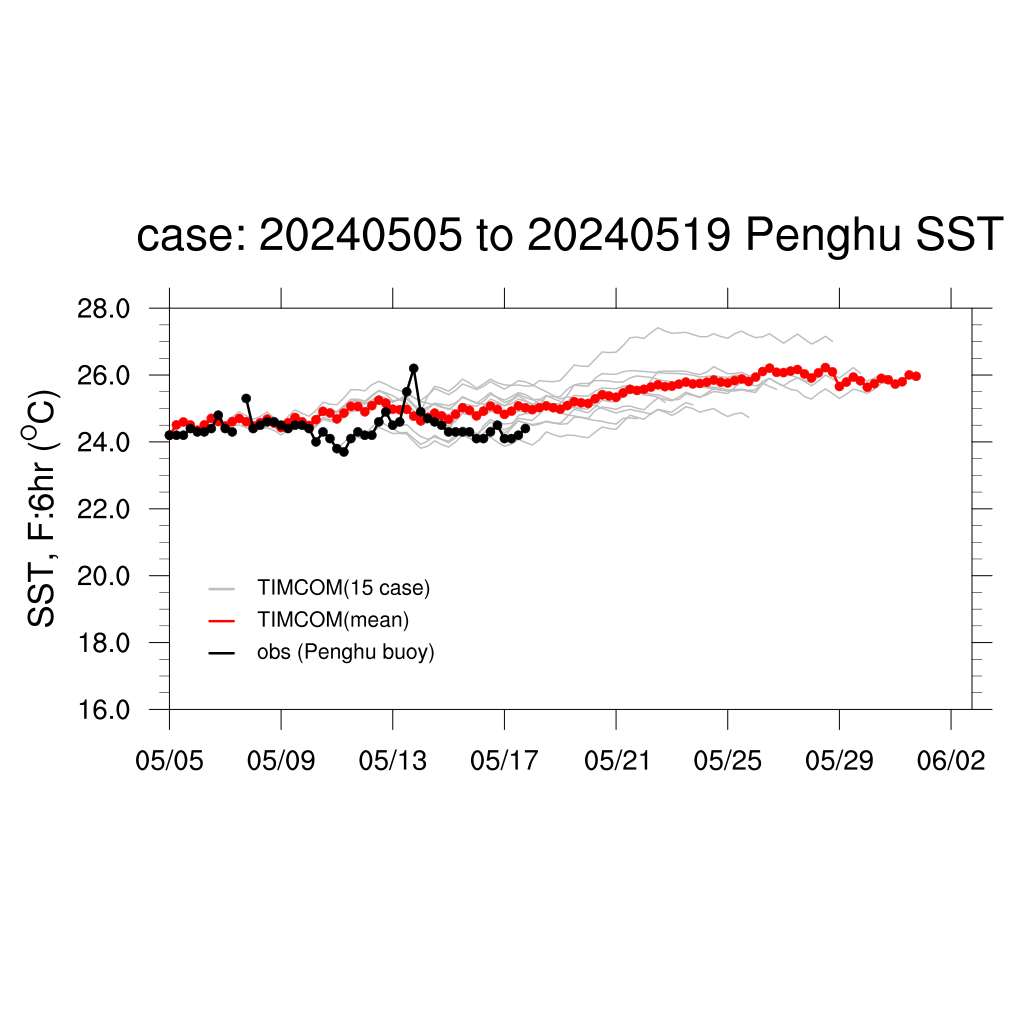 case: 20240505 to 20240519 Penghu SST
SST, F:6hr (OC)
28.0
26.0
24.0
22.0
20.0
18.0
16.0
TIMCOM(15 case)
TIMCOM(mean)
obs (Penghu buoy)
05/05 05/09 05/13 05/17 05/21 05/25 05/29 06/02